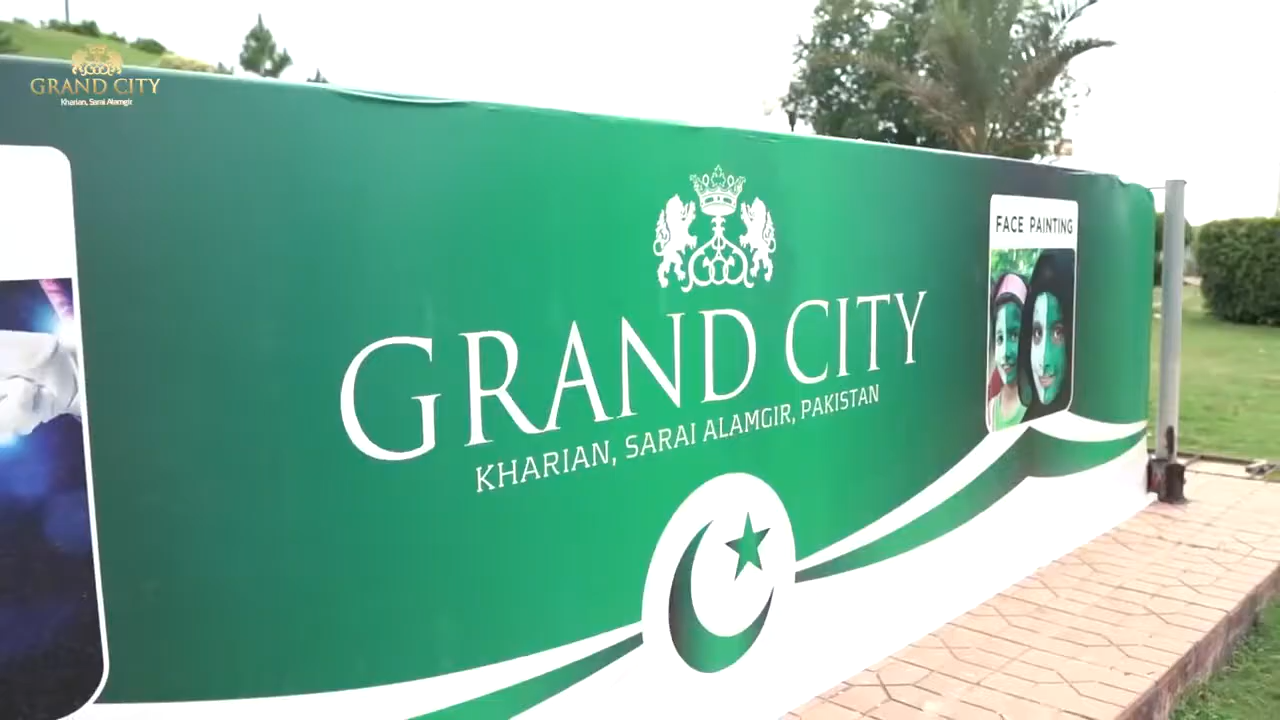 GRAND CITY
Kharian, Sarai Alamgir
FACE PAINTING
GRAND CITY
KHARIAN, SARAI ALAMGIR, PAKISTAN